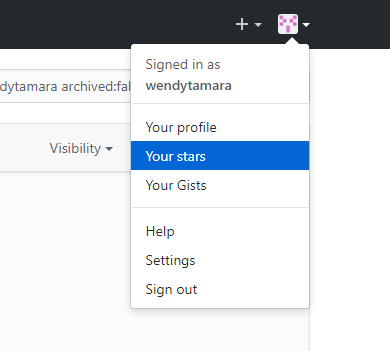 Signed in as
wendytamara
dytamara archived:fal
Your profile
Visibility
Your stars
Your Gists
Help
Settings
Sign out